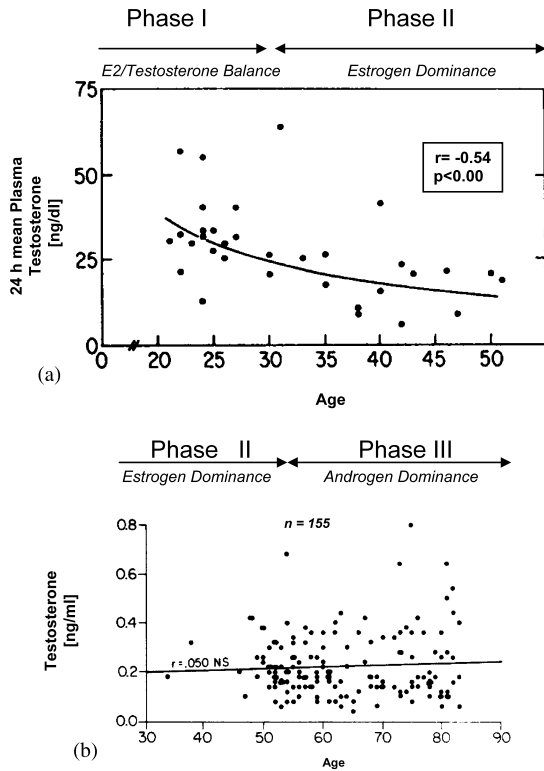 Phase I Phase II
E2/Testosterone Balance Estrogen Dominance
75
r= -0.54
p<0.00
50
24 h mean Plasma
Testosterone
[ng/dl]
25
0
0 20 25 30 35 40 45 50
(a)
Age
Phase II Phase III
Estrogen Dominance Androgen Dominance
0.8
n = 155
0.6
Testosterone
[ng/ml]
0.4
r=.050 NS
0.2
0.0
30 40 50 60 70 80 90
(b)
Age